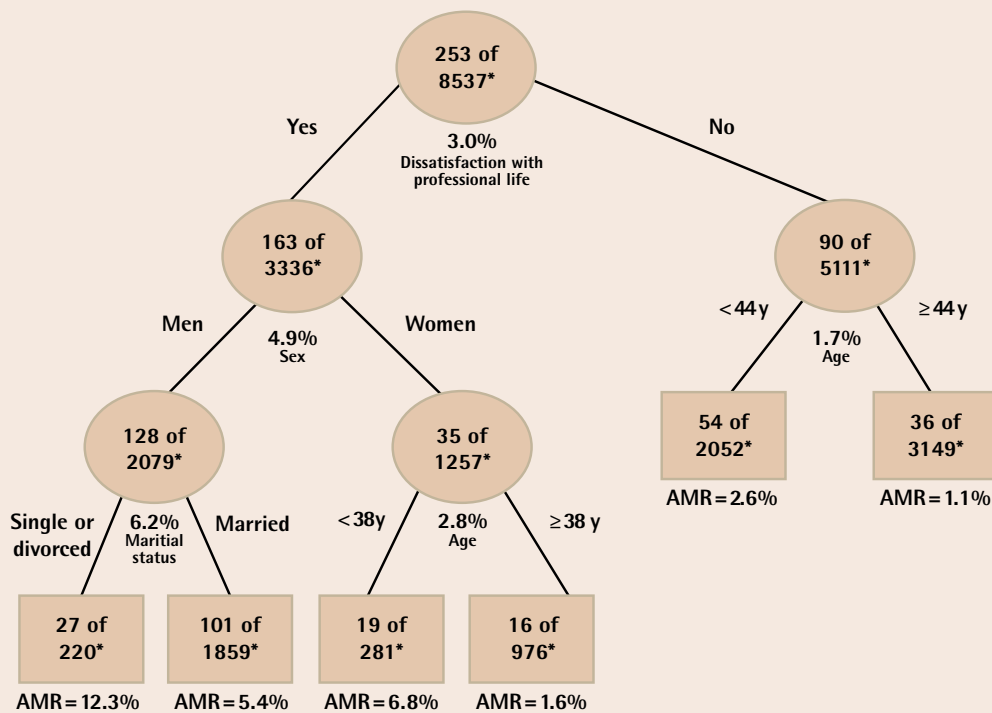 253 of
8537*
Yes
No
3.0%
Dissatisfaction with
professional life
163 of
3336*
90 of
5111*
Men
4.9%
Sex
Women
<44 y
1.7%
Age
≥44 y
128 of
2079*
35 of
1257*
54 of
2052*
36 of
3149*
AMR=2.6%
AMR=1.1%
Single or
divorced
6.2%
Maritial
status
Married
<38y
2.8%
Age
≥38 y
27 of
220*
101 of
1859*
19 of
281*
16 of
976*
AMR=12.3%
AMR=5.4%
AMR=6.8%
AMR=1.6%